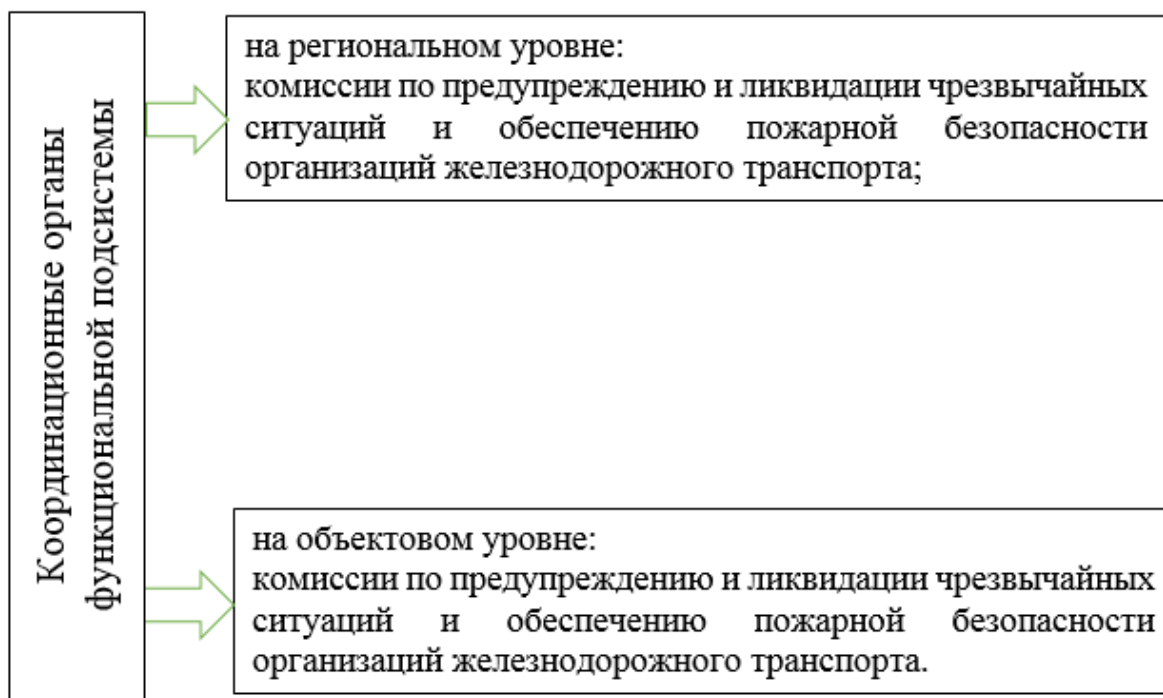 Координационные органы
функциональной подсистемы
на региональном уровне:
комиссии по предупреждению и ликвидации чрезвычайных
ситуаций и обеспечению пожарной безопасности
организаций железнодорожного транспорта;
на объектовом уровне:
комиссии по предупреждению и ликвидации чрезвычайных
ситуаций и обеспечению пожарной безопасности
организаций железнодорожного транспорта.